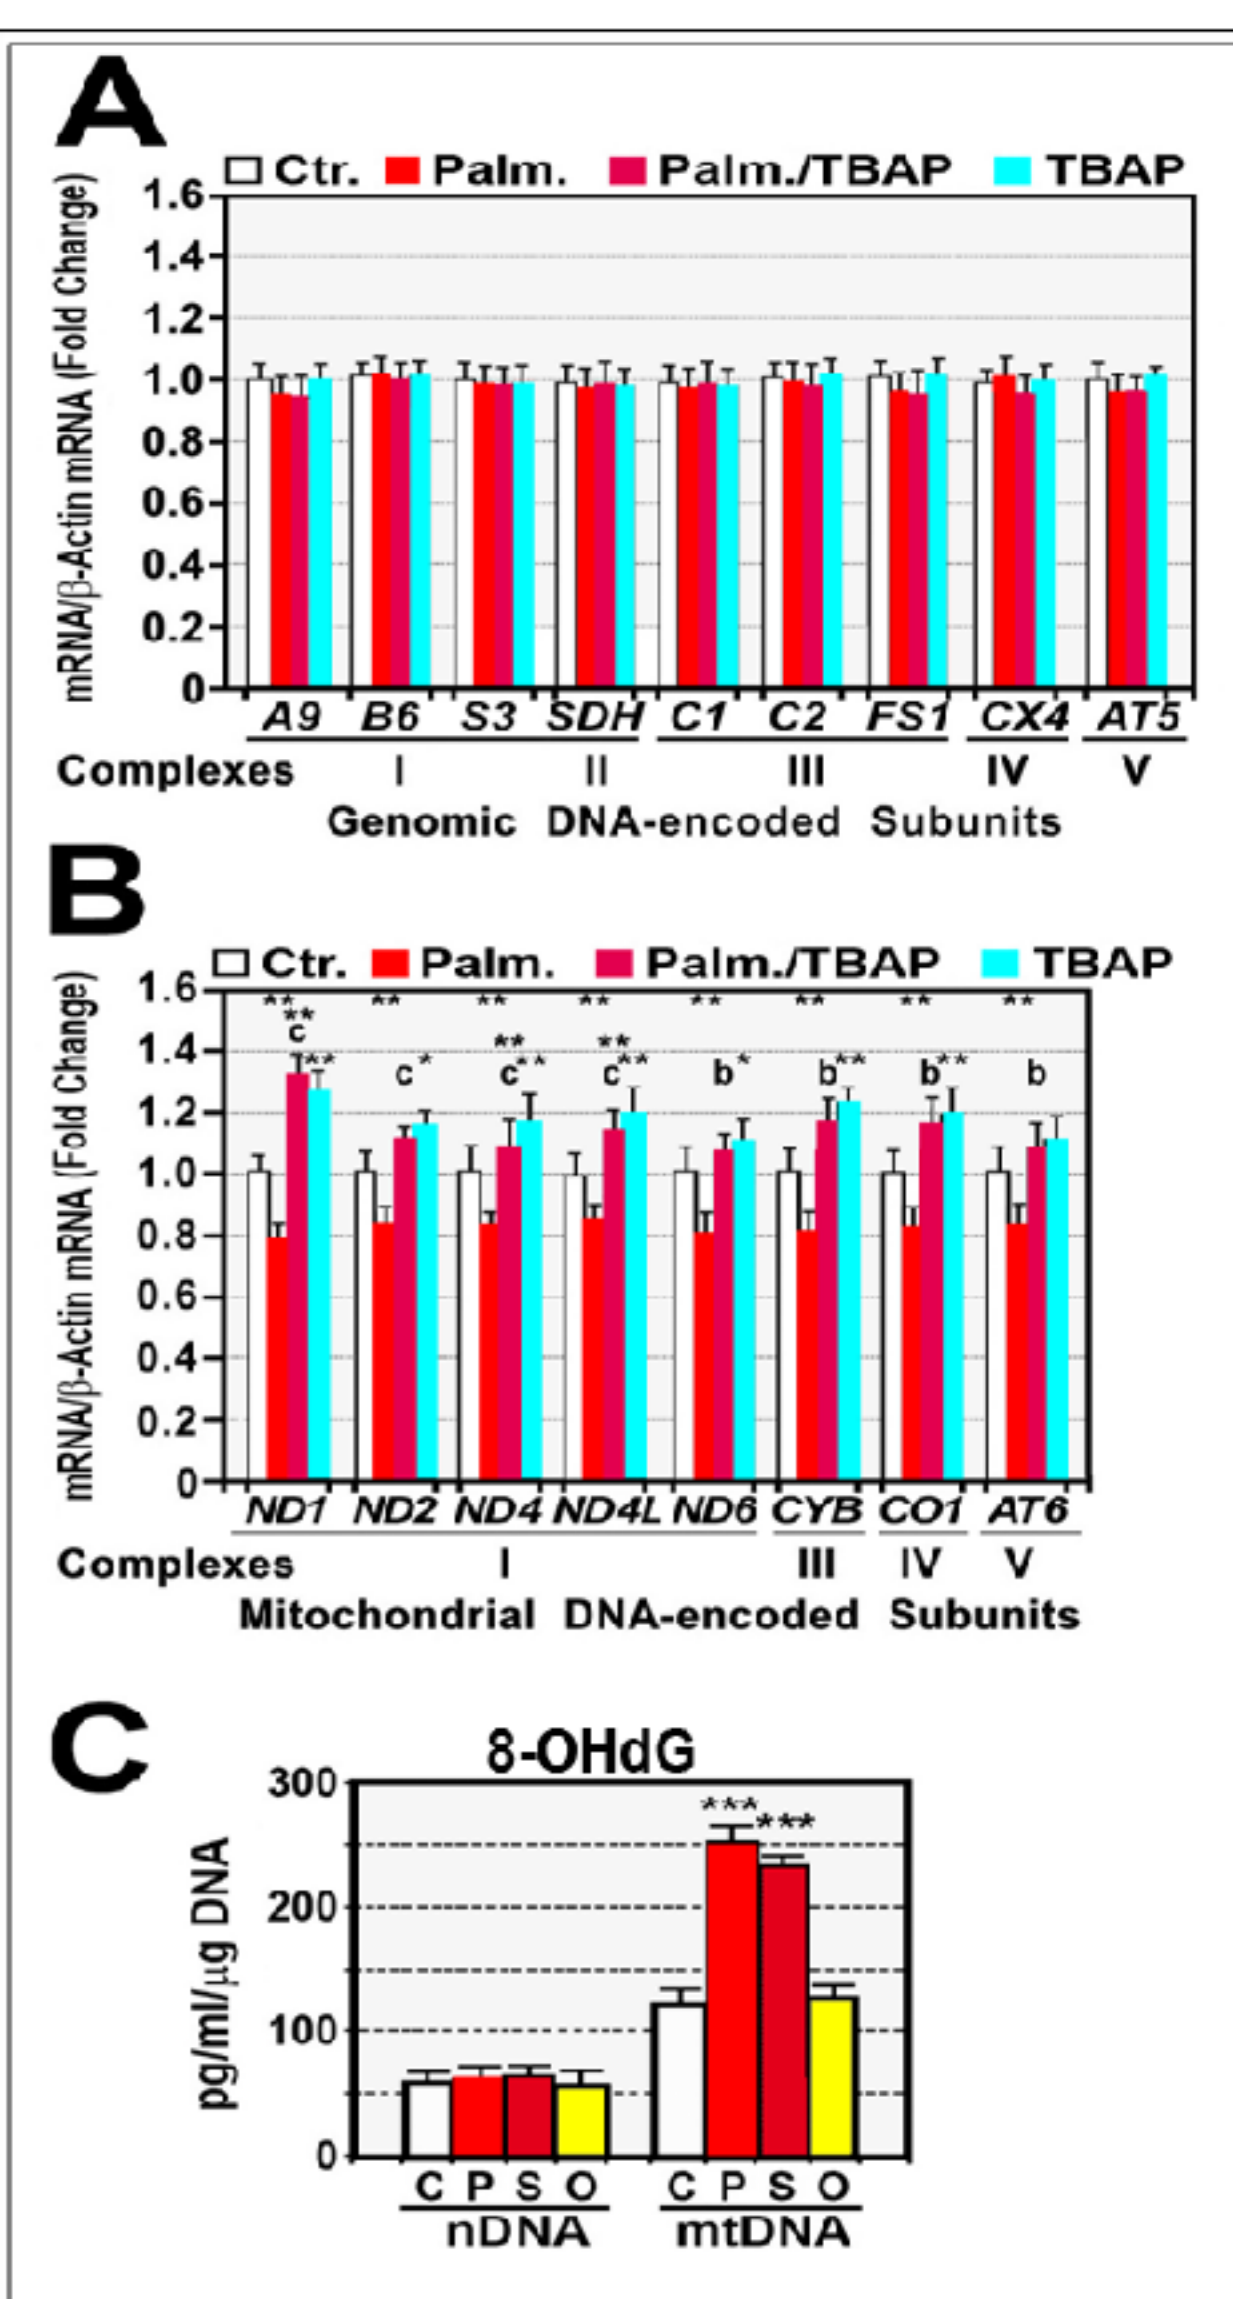 A
Ctr. Palm. Palm./TBAP TBAP
mRNA/β-Actin mRNA (Fold Change)
1.6
1.4
1.2
1.0
0.8
0.6
0.4
0.2
0
A9 B6 S3 SDH C1 C2 FS1 CX4 AT5
Complexes I II III IV V
Genomic DNA-encoded Subunits
B
Ctr. Palm. Palm./TBAP TBAP
mRNA/β-Actin mRNA (Fold Change)
1.6
1.4
1.2
1.0
0.8
0.6
0.4
0.2
0
** ** ** ** ** ** ** **
**
c ** **
** c * c ** c ** b * b ** b ** b
ND1 ND2 ND4 ND4L ND6 CYB CO1 AT6
Complexes I III IV V
Mitochondrial DNA-encoded Subunits
C
8-OHdG
pg/ml/μg DNA
300
200
100
0
*** ***
C P S O C P S O
nDNA mtDNA